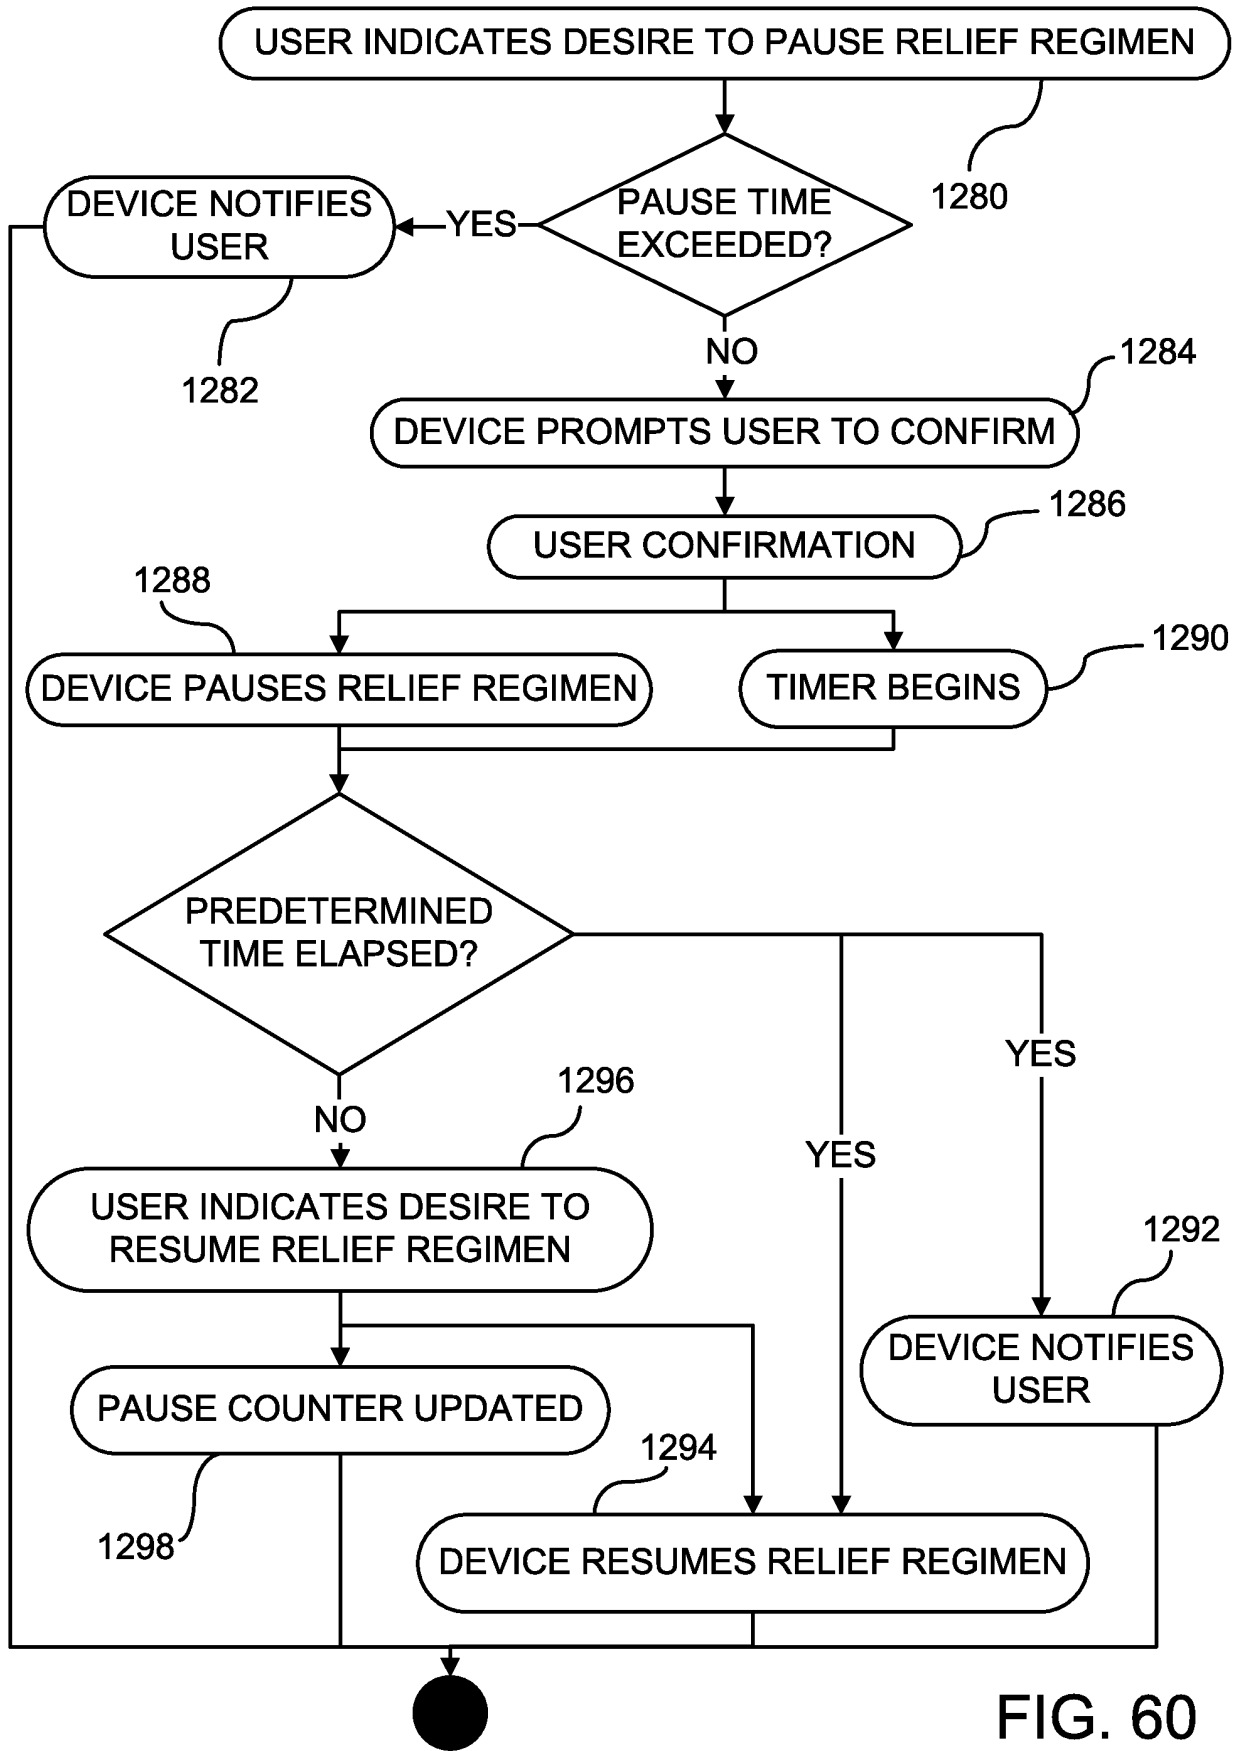 USER INDICATES DESIRE TO PAUSE RELIEF REGIMEN
1280
PAUSE TIME
EXCEEDED?
YES
DEVICE NOTIFIES
USER
1282
NO
1284
DEVICE PROMPTS USER TO CONFIRM
1286
USER CONFIRMATION
1288
1290
DEVICE PAUSES RELIEF REGIMEN
TIMER BEGINS
PREDETERMINED
TIME ELAPSED?
YES
NO
1296
YES
USER INDICATES DESIRE TO
RESUME RELIEF REGIMEN
1292
DEVICE NOTIFIES
USER
PAUSE COUNTER UPDATED
1294
1298
DEVICE RESUMES RELIEF REGIMEN
FIG. 60